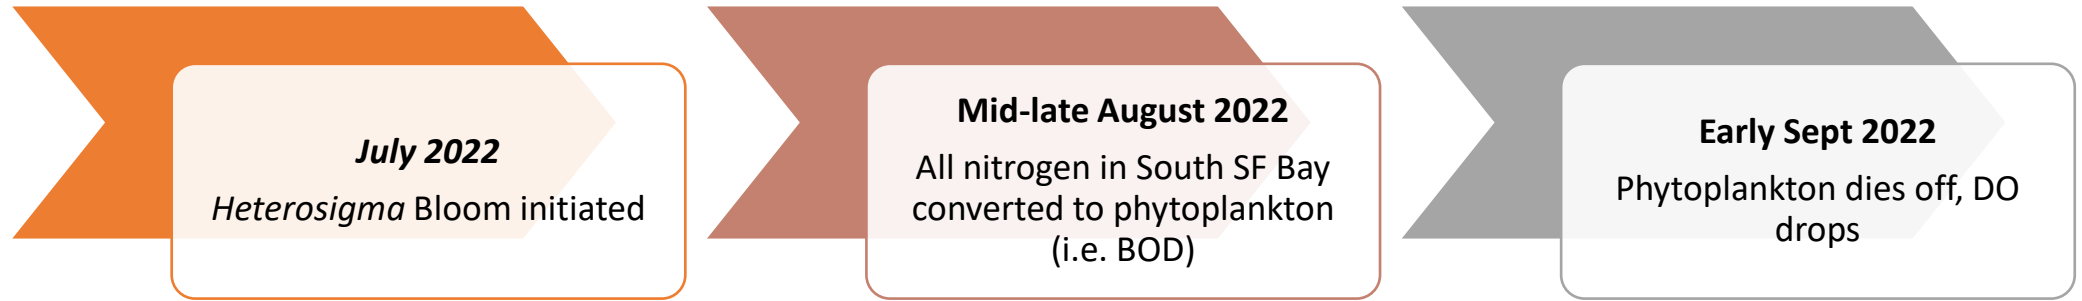 July 2022
Heterosigma Bloom initiated
Mid-late August 2022
All nitrogen in South SF Bay
converted to phytoplankton
(i.e. BOD)
Early Sept 2022
Phytoplankton dies off, DO
drops